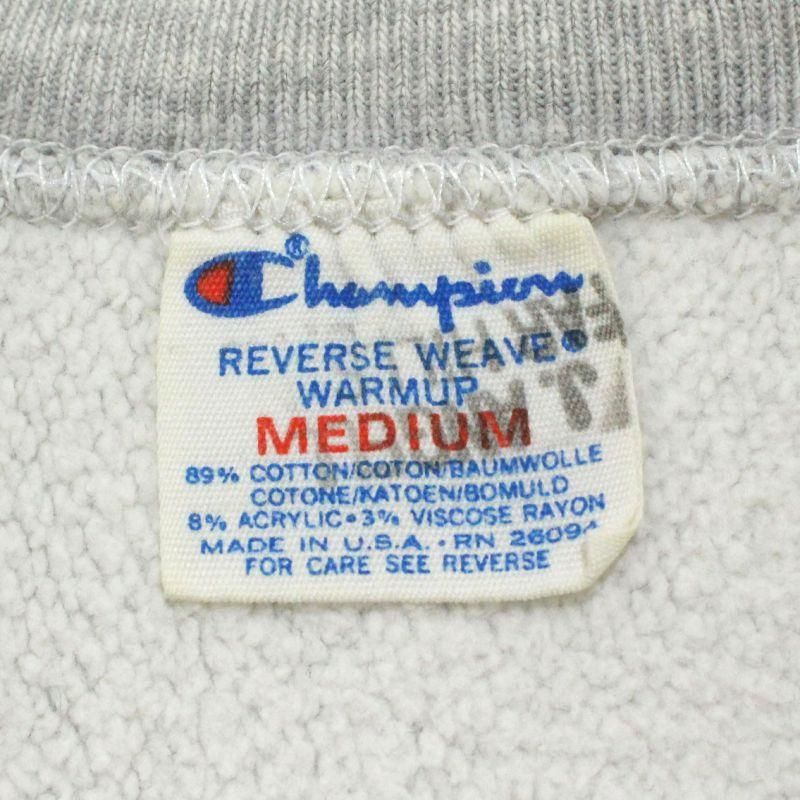 Champion®
REVERSE WEAVE®
WARMUP
MEDIUM
89% COTTON/COTON/BAUMWOLLE
COTONE/KATOEN/BOMULD
8% ACRYLIC•3% VISCOSE RAYON
MADE IN U.S.A. • RN 26094
FOR CARE SEE REVERSE